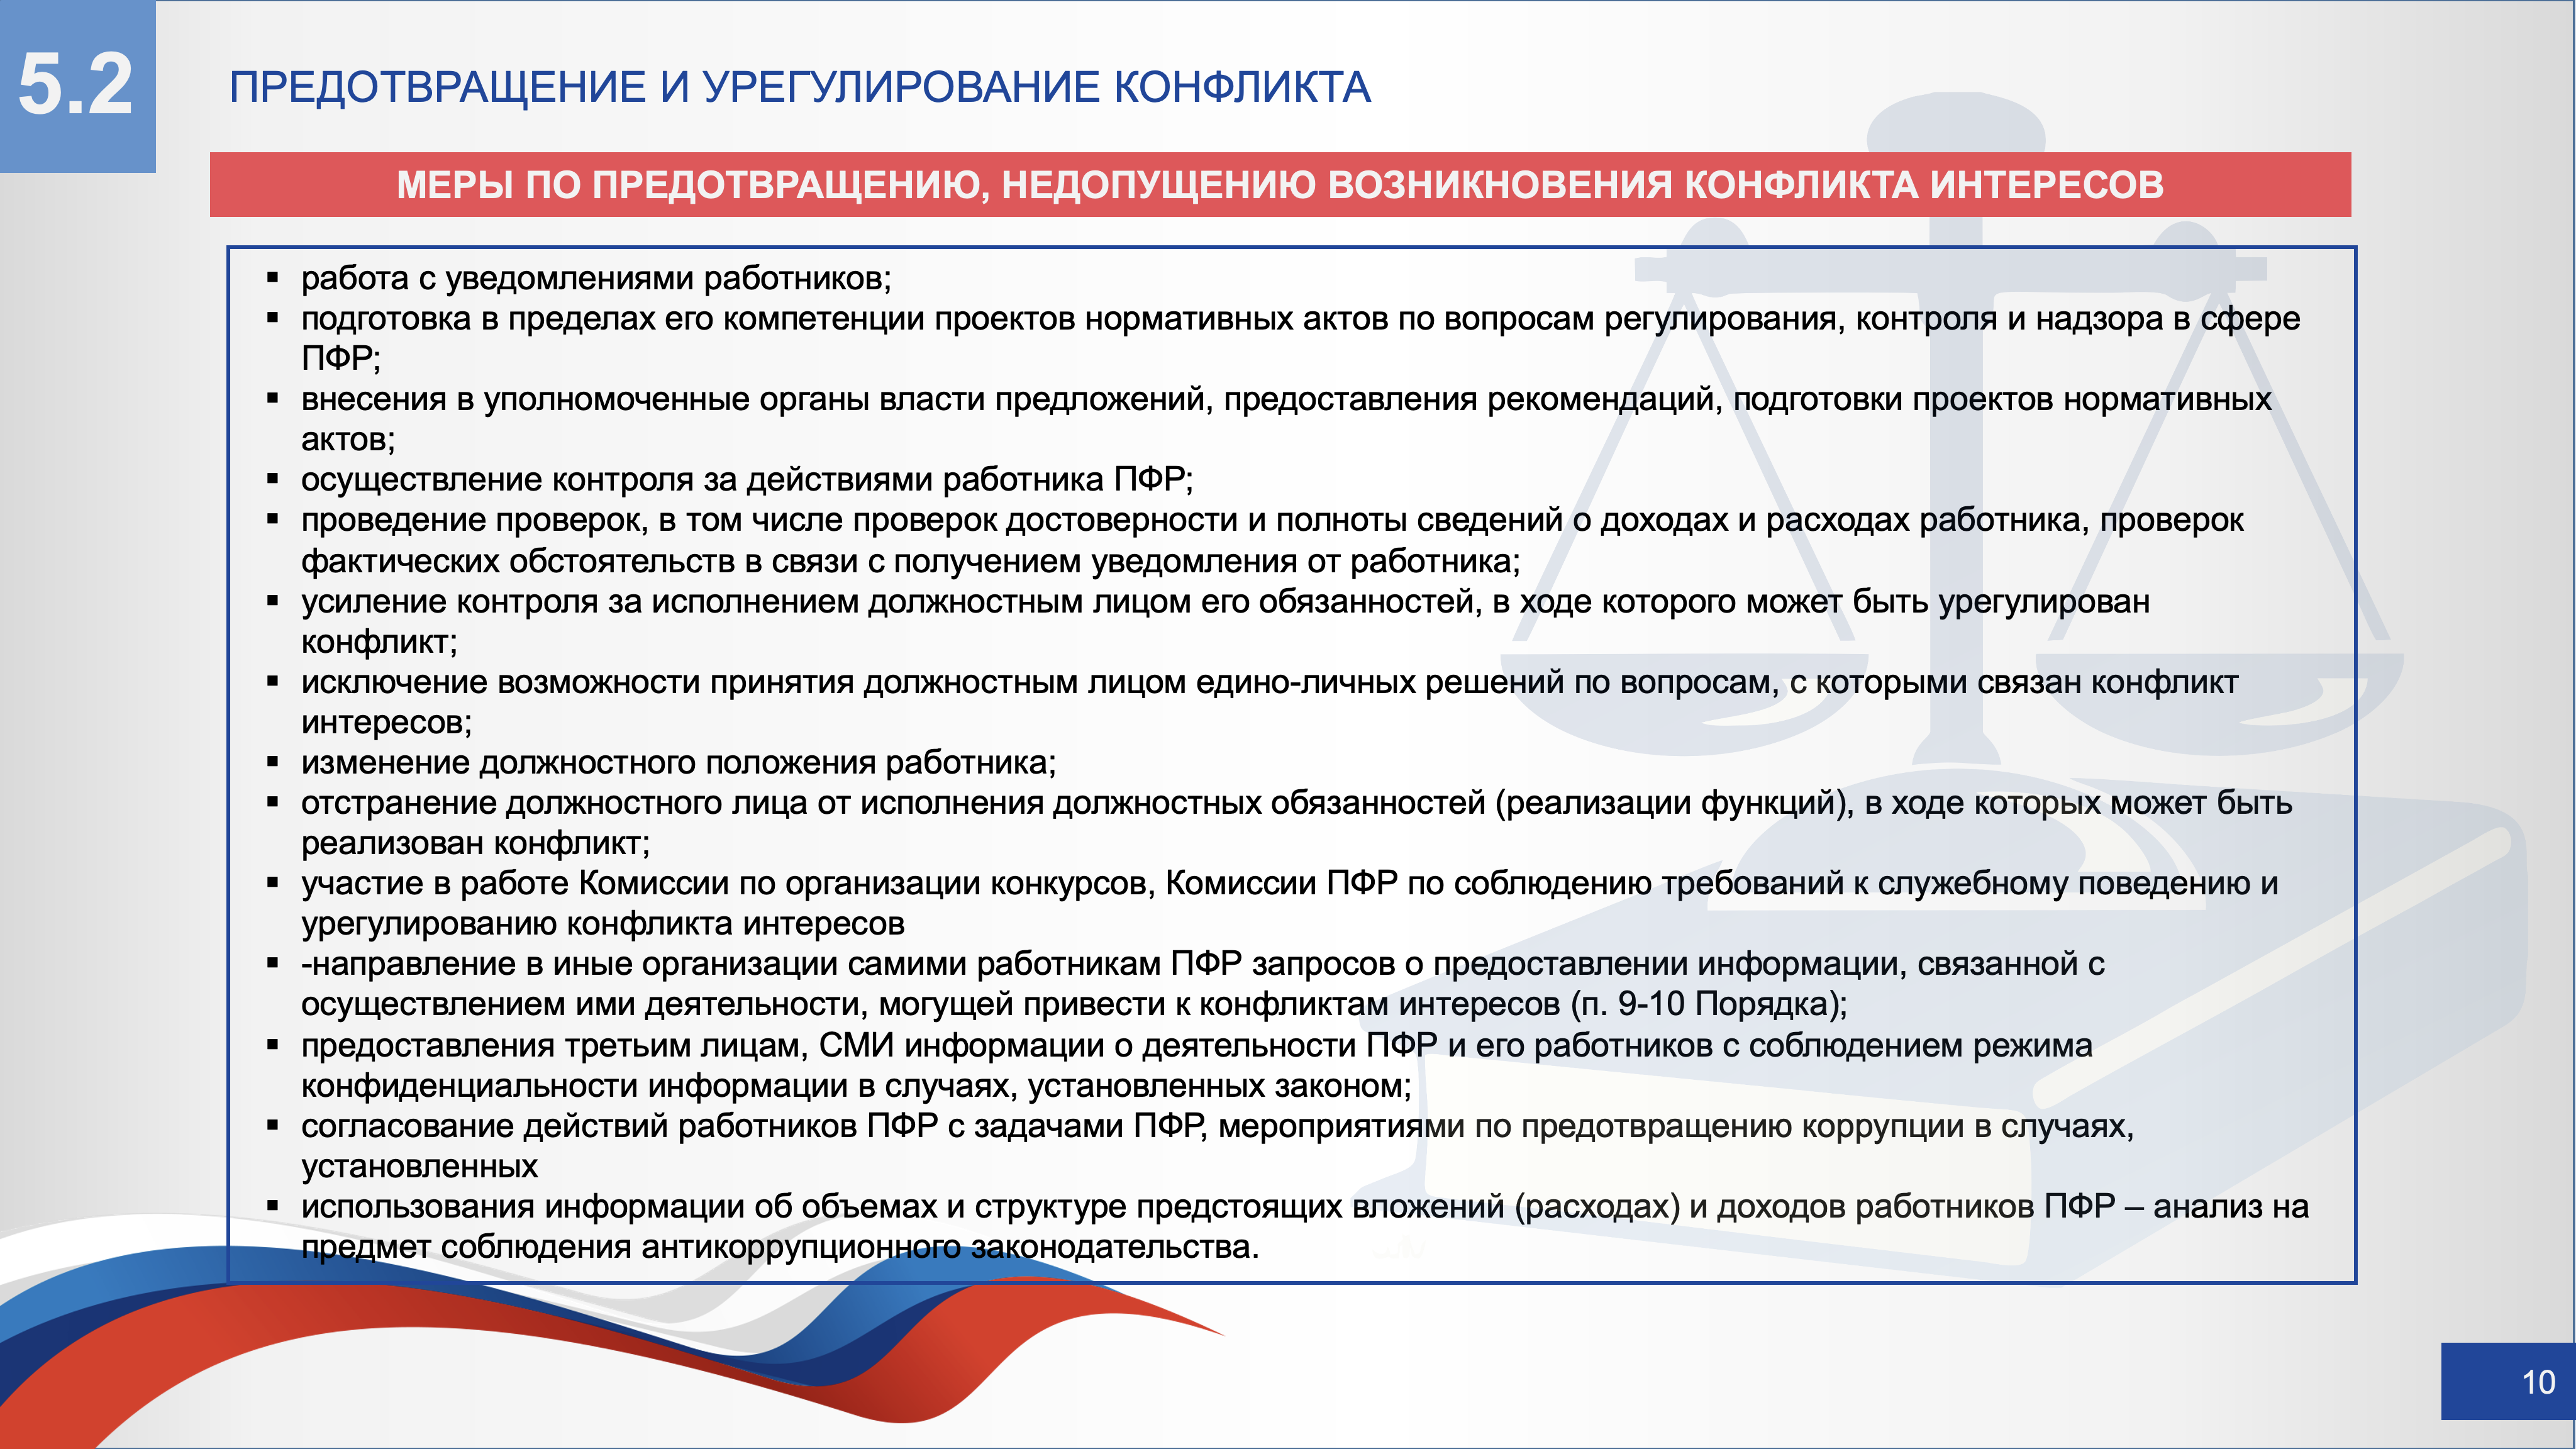 5.2
ПРЕДОТВРАЩЕНИЕ И УРЕГУЛИРОВАНИЕ КОНФЛИКТА
МЕРЫ ПО ПРЕДОТВРАЩЕНИЮ, НЕДОПУЩЕНИЮ ВОЗНИКНОВЕНИЯ КОНФЛИКТА ИНТЕРЕСОВ
▪ работа с уведомлениями работников;
▪ подготовка в пределах его компетенции проектов нормативных актов по вопросам регулирования, контроля и надзора в сфере
ПФР;
▪ внесения в уполномоченные органы власти предложений, предоставления рекомендаций, подготовки проектов нормативных
актов;
▪ осуществление контроля за действиями работника ПФР;
▪ проведение проверок, в том числе проверок достоверности и полноты сведений о доходах и расходах работника, проверок
фактических обстоятельств в связи с получением уведомления от работника;
▪ усиление контроля за исполнением должностным лицом его обязанностей, в ходе которого может быть урегулирован
конфликт;
▪ исключение возможности принятия должностным лицом едино-личных решений по вопросам, с которыми связан конфликт
интересов;
▪ изменение должностного положения работника;
▪ отстранение должностного лица от исполнения должностных обязанностей (реализации функций), в ходе которых может быть
реализован конфликт;
▪ участие в работе Комиссии по организации конкурсов, Комиссии ПФР по соблюдению требований к служебному поведению и
урегулированию конфликта интересов
▪ -направление в иные организации самими работникам ПФР запросов о предоставлении информации, связанной с
осуществлением ими деятельности, могущей привести к конфликтам интересов (п. 9-10 Порядка);
▪ предоставления третьим лицам, СМИ информации о деятельности ПФР и его работников с соблюдением режима
конфиденциальности информации в случаях, установленных законом;
▪ согласование действий работников ПФР с задачами ПФР, мероприятиями по предотвращению коррупции в случаях,
установленных
▪ использования информации об объемах и структуре предстоящих вложений (расходах) и доходов работников ПФР – анализ на
предмет соблюдения антикоррупционного законодательства.
10